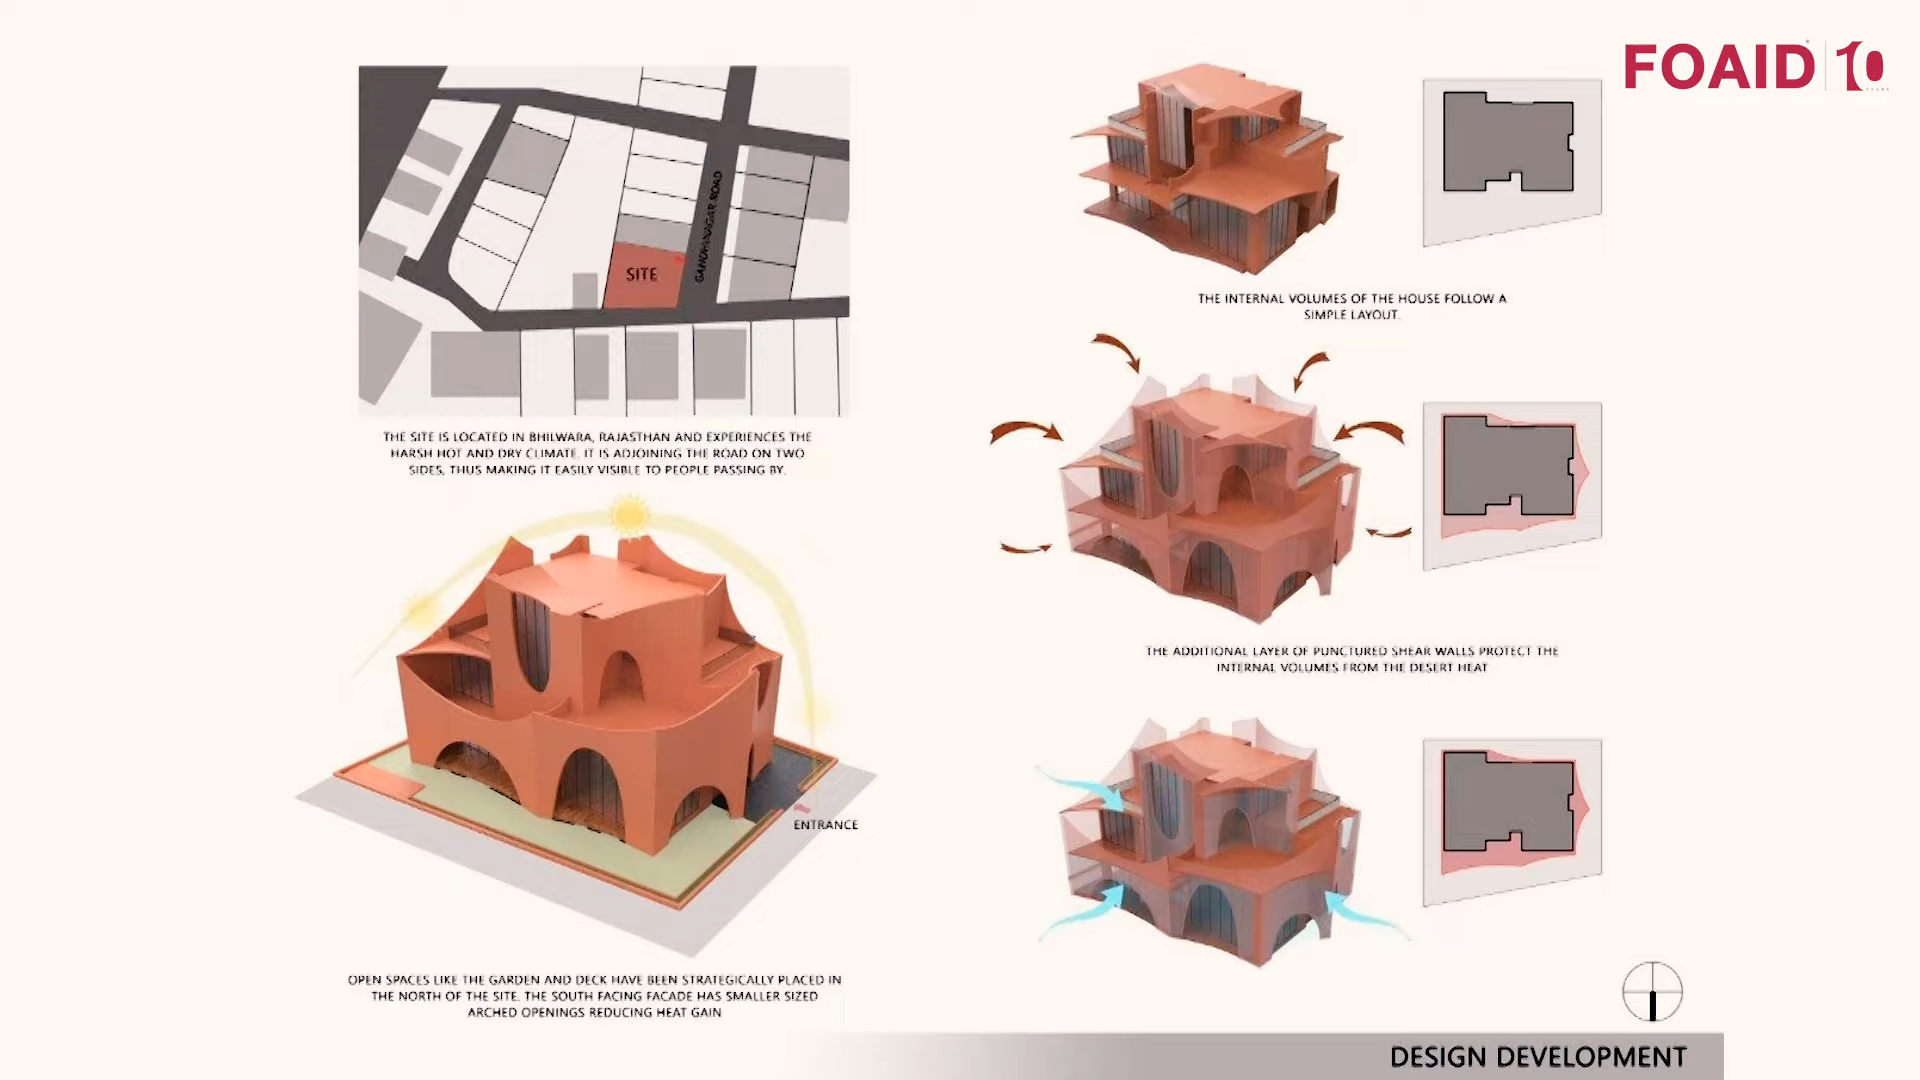 FOAID 10
YEARS
GANDHINAGAR ROAD
SITE
THE SITE IS LOCATED IN BHILWARA, RAJASTHAN AND EXPERIENCES THE
HARSH HOT AND DRY CLIMATE. IT IS ADJOINING THE ROAD ON TWO
SIDES, THUS MAKING IT EASILY VISIBLE TO PEOPLE PASSING BY.
ENTRANCE
OPEN SPACES LIKE THE GARDEN AND DECK HAVE BEEN STRATEGICALLY PLACED IN
THE NORTH OF THE SITE. THE SOUTH FACING FACADE HAS SMALLER SIZED
ARCHED OPENINGS REDUCING HEAT GAIN
THE INTERNAL VOLUMES OF THE HOUSE FOLLOW A
SIMPLE LAYOUT.
THE ADDITIONAL LAYER OF PUNCTURED SHEAR WALLS PROTECT THE
INTERNAL VOLUMES FROM THE DESERT HEAT
DESIGN DEVELOPMENT